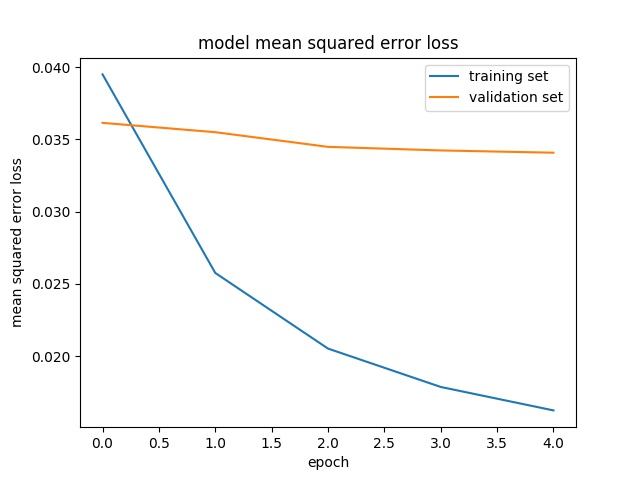 model mean squared error loss
training set
validation set
0.040
0.035
0.030
0.025
0.020
mean squared error loss
0.0 0.5 1.0 1.5 2.0 2.5 3.0 3.5 4.0
epoch